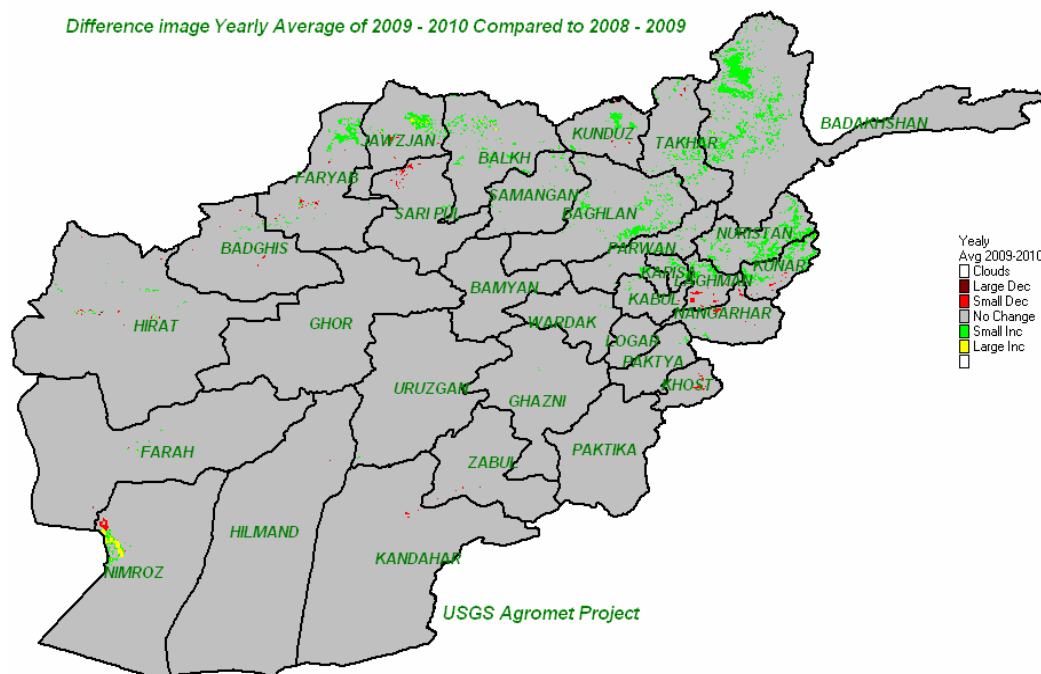 Difference image Yearly Average of 2009 - 2010 Compared to 2008 - 2009
BADAKHSHAN
KUNDUZ
JAWZJAN
TAKHAR
BALKH
FARYAB
SAMANGAN
SARI PUL
BAGHLAN
NURISTAN
BADGHIS
PARWAN
KUNAR
KAPISA
LAGHMAN
BAMYAN
KABUL
NANGARHAR
HIRAT
GHOR
WARDAK
LOGAR
PAKTYA
URUZGAN
KHOST
GHAZNI
FARAH
PAKTIKA
ZABUL
HILMAND
KANDAHAR
NIMROZ
USGS Agromet Project
Yealy
Avg 2009-2010
Clouds
Large Dec
Small Dec
No Change
Small Inc
Large Inc